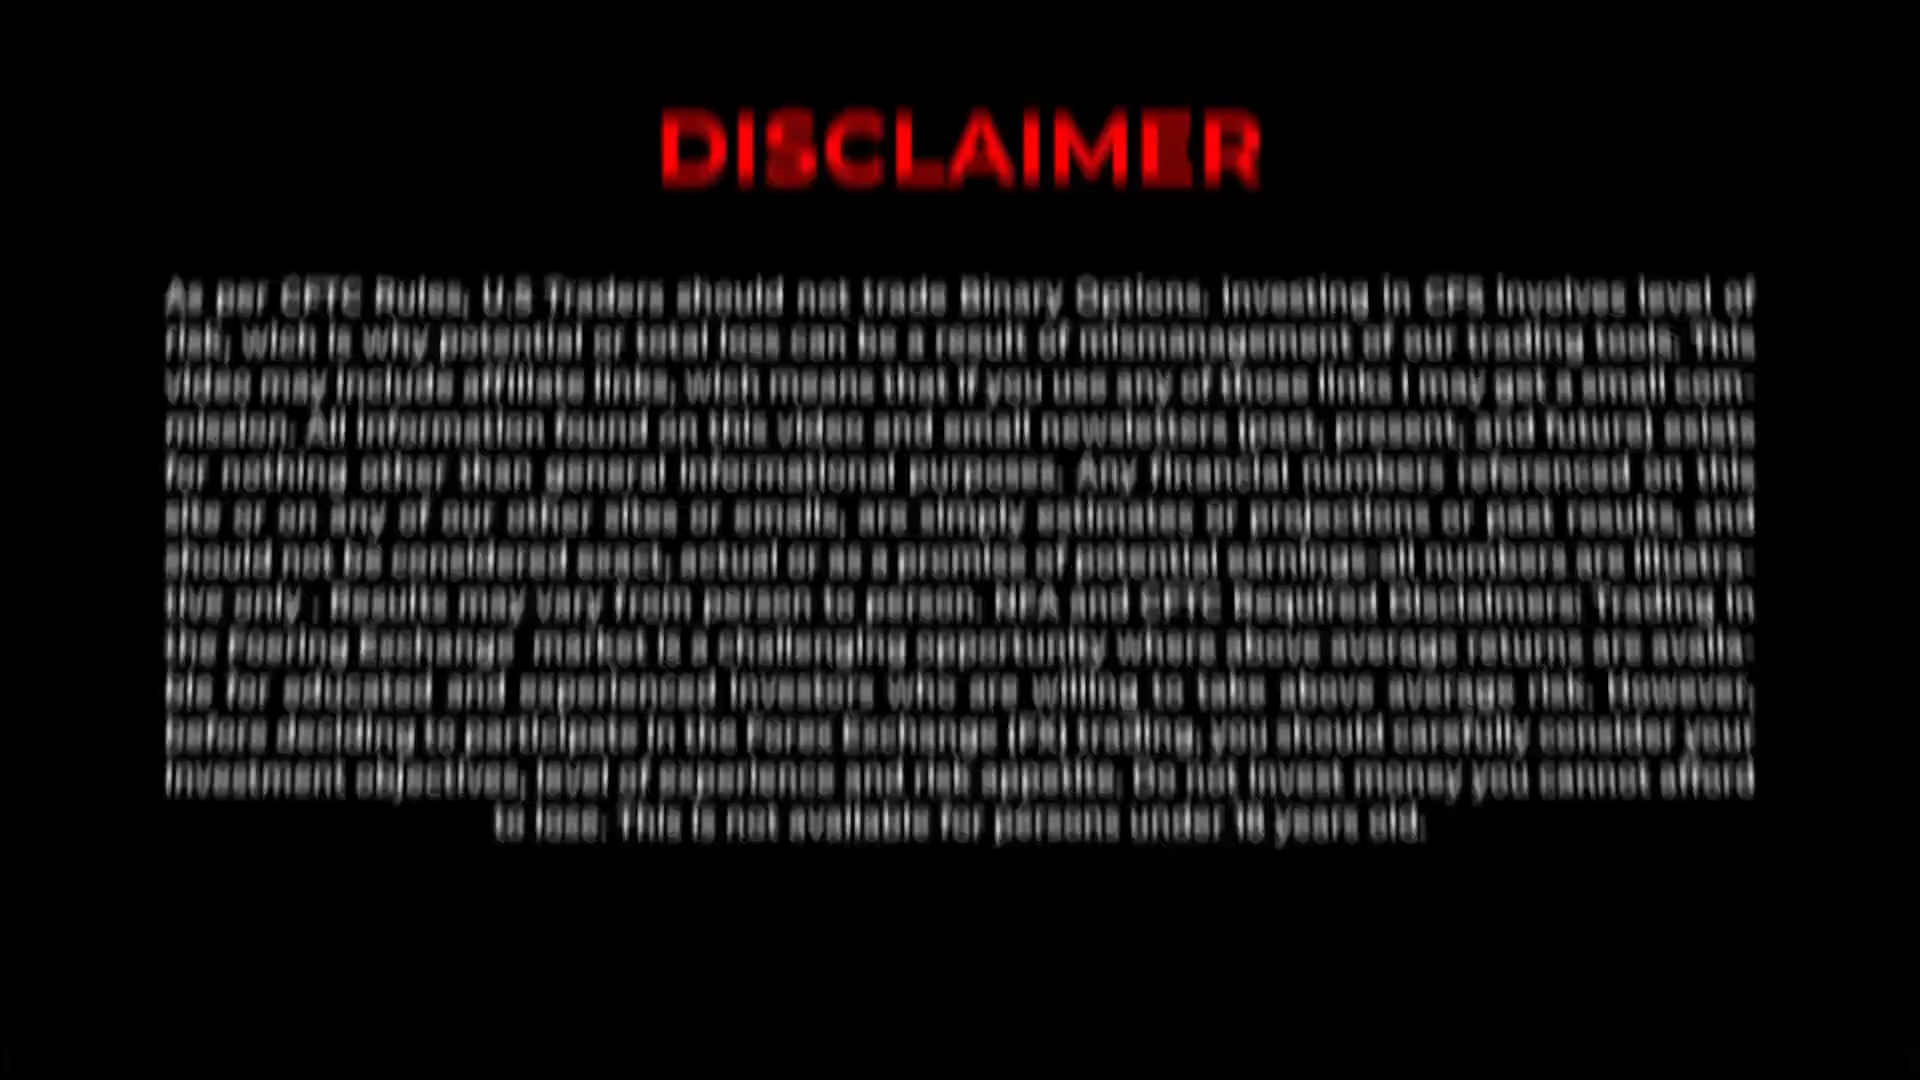 DISCLAIMER
As per CFTC Rules, U.S Traders should not trade Binary Options. Investing in CFS involves level of
risk, wich is why potential or total loss can be a result of mismanagement of our trading tools. This
video may include affiliate links, wich means that if you use any of those links I may get a small com-
mission. All information found on this video and email newsletters (past, present, and future) exists
for nothing other than general informational purposes. Any financial numbers referenced on this
site or on any of our other sites or emails, are simply estimates or projections or past results, and
should not be considered exact, actual or as a promise of potential earnings all numbers are illustra-
tive only. Results may vary from person to person. NFA and CFTC Required Disclaimers: Trading in
the Foreing Exchange market is a challenging opportunity where above average returns are availa-
ble for educated and experienced investors who are willing to take above average risk. However,
before deciding to participate in the Forex Exchange (FX) trading, you should carefully consider your
investment objectives, level of experience and risk appetite. Do not invest money you cannot afford
to lose. This is not available for persons under 18 years old.